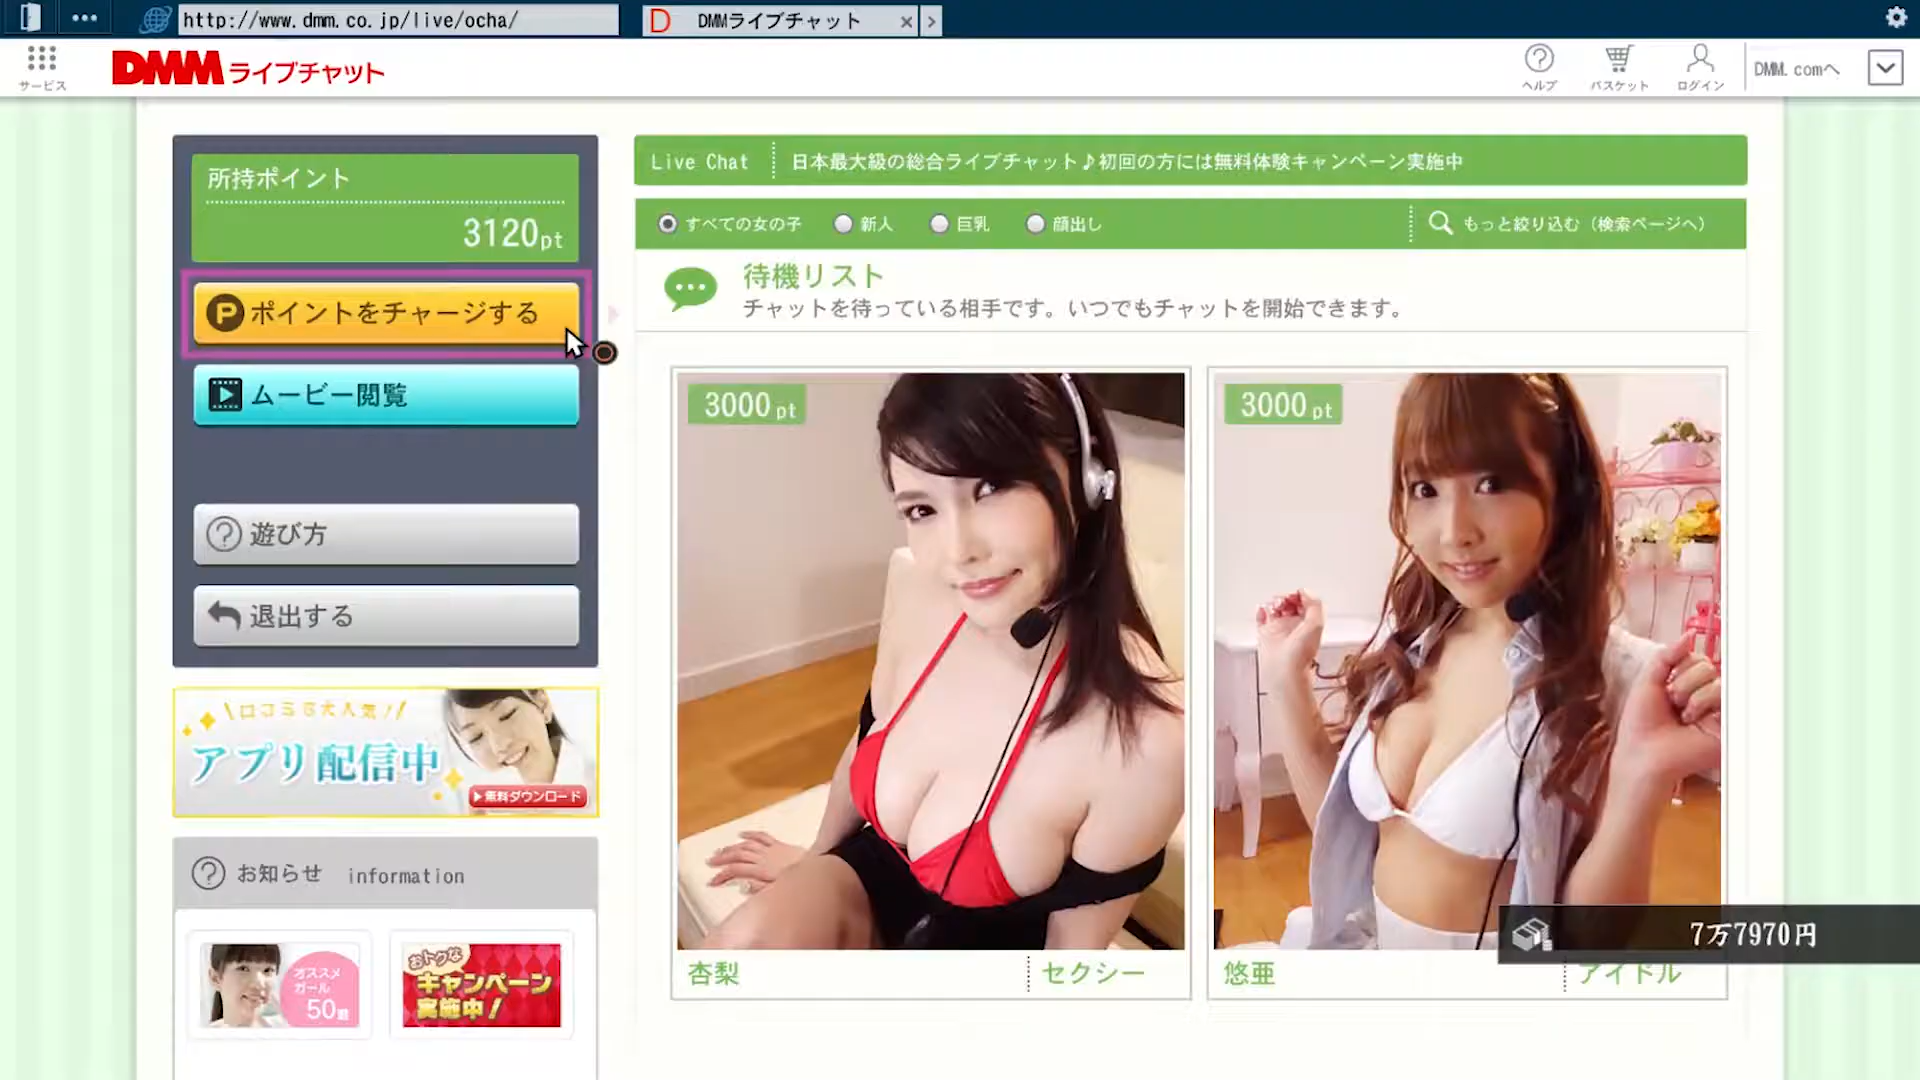 http://www.dmm.co.jp/live/ocha/
D DMMライブチャット
サービス
DMMライブチャット
ヘルプ
バスケット
ログイン
DMM.comへ
所持ポイント
3120pt
Pポイントをチャージする
ムービー閲覧
遊び方
退出する
口コミで大人気!!
アプリ配信中
無料ダウンロード
お知らせ information
オススメ
ガール
50選
おトクな
キャンペーン
実施中!
Live Chat 日本最大級の総合ライブチャット♪初回の方には無料体験キャンペーン実施中
すべての女の子 新人 巨乳 顔出し もっと絞り込む（検索ページへ）
待機リスト
チャットを待っている相手です。いつでもチャットを開始できます。
3000pt
杏梨 セクシー
3000pt
悠亜 アイドル
7万7970円